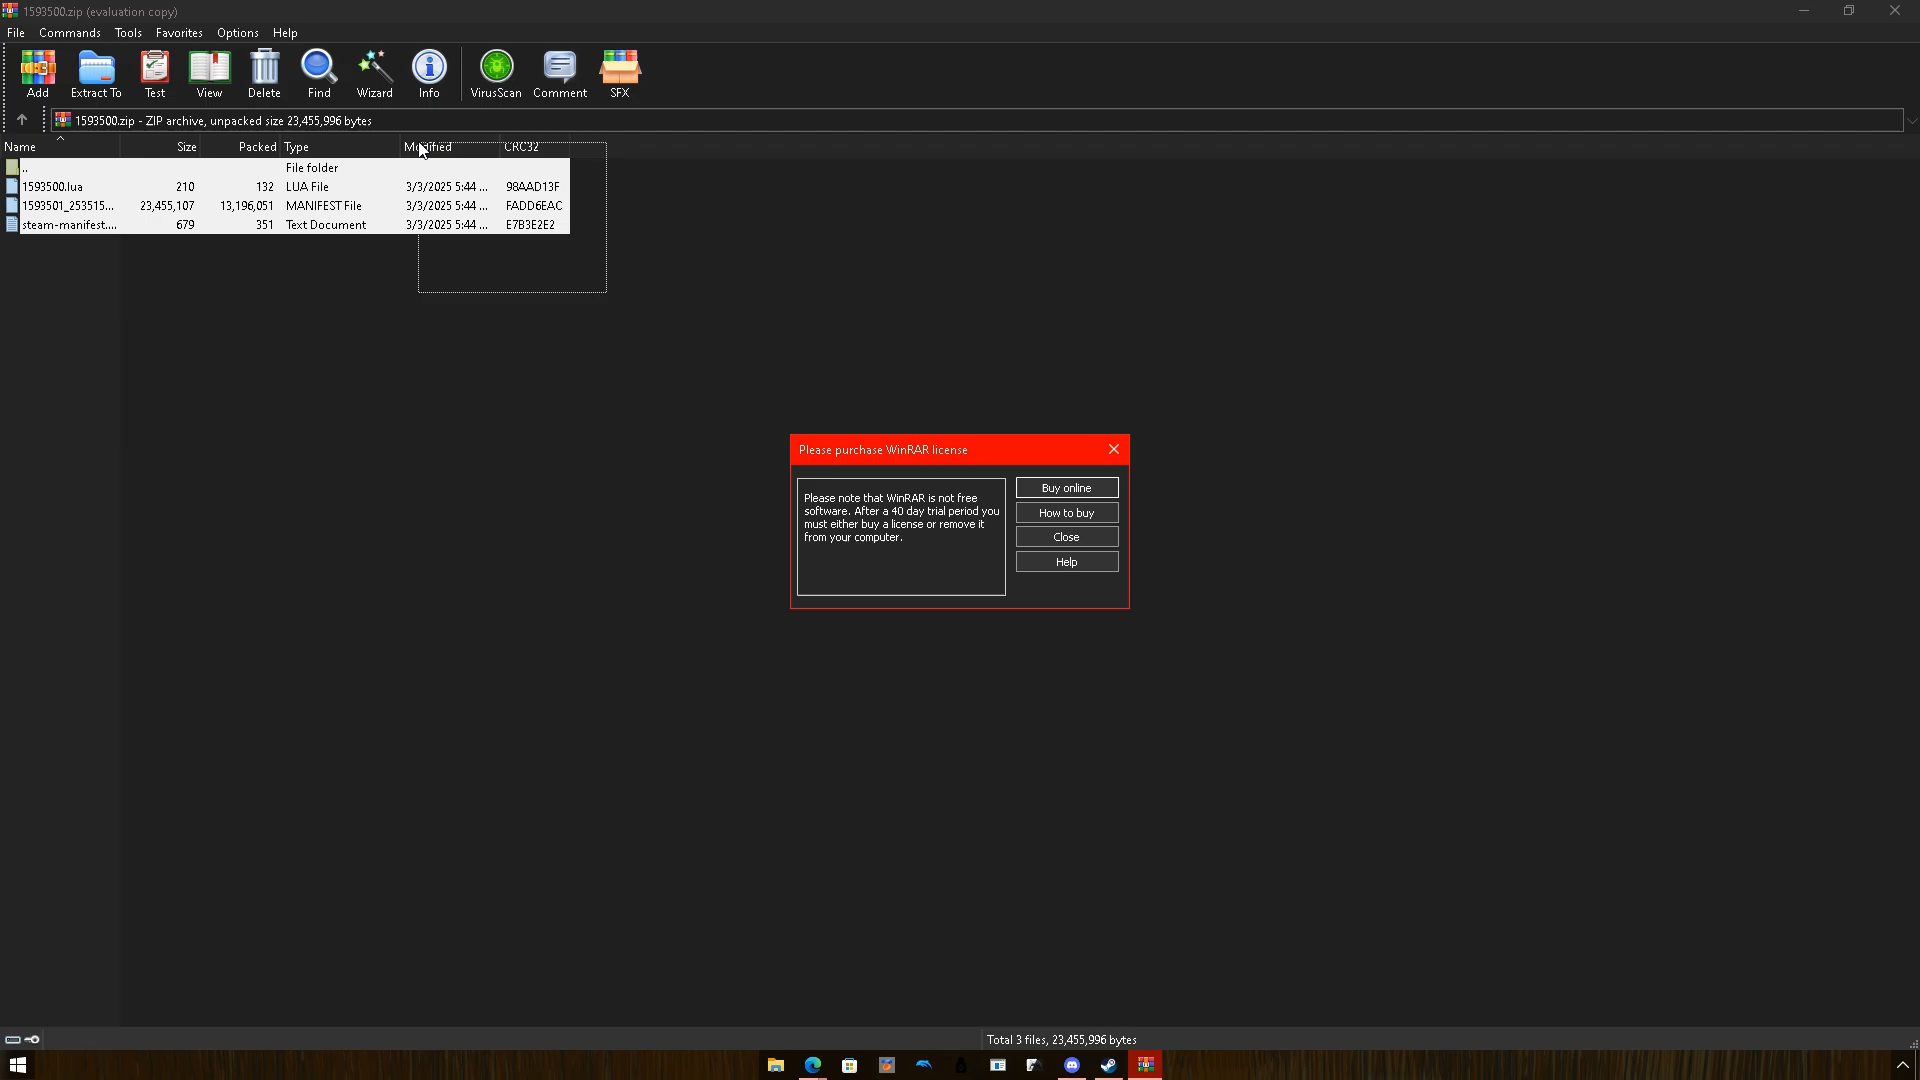 1593500.zip (evaluation copy)
File Commands Tools Favorites Options Help
Add Extract To Test View Delete Find Wizard Info VirusScan Comment SFX
1593500.zip - ZIP archive, unpacked size 23,455,996 bytes
Name Size Packed Type Modified CRC32
.. File folder
1593500.lua 210 132 LUA File 3/3/2025 5:44 ... 98AAD13F
1593501_253515... 23,455,107 13,196,051 MANIFEST File 3/3/2025 5:44 ... FADD6EAC
steam-manifest.... 679 351 Text Document 3/3/2025 5:44 ... E7B3E2E2
Please purchase WinRAR license
Please note that WinRAR is not free
software. After a 40 day trial period you
must either buy a license or remove it
from your computer.
Buy online
How to buy
Close
Help
Total 3 files, 23,455,996 bytes